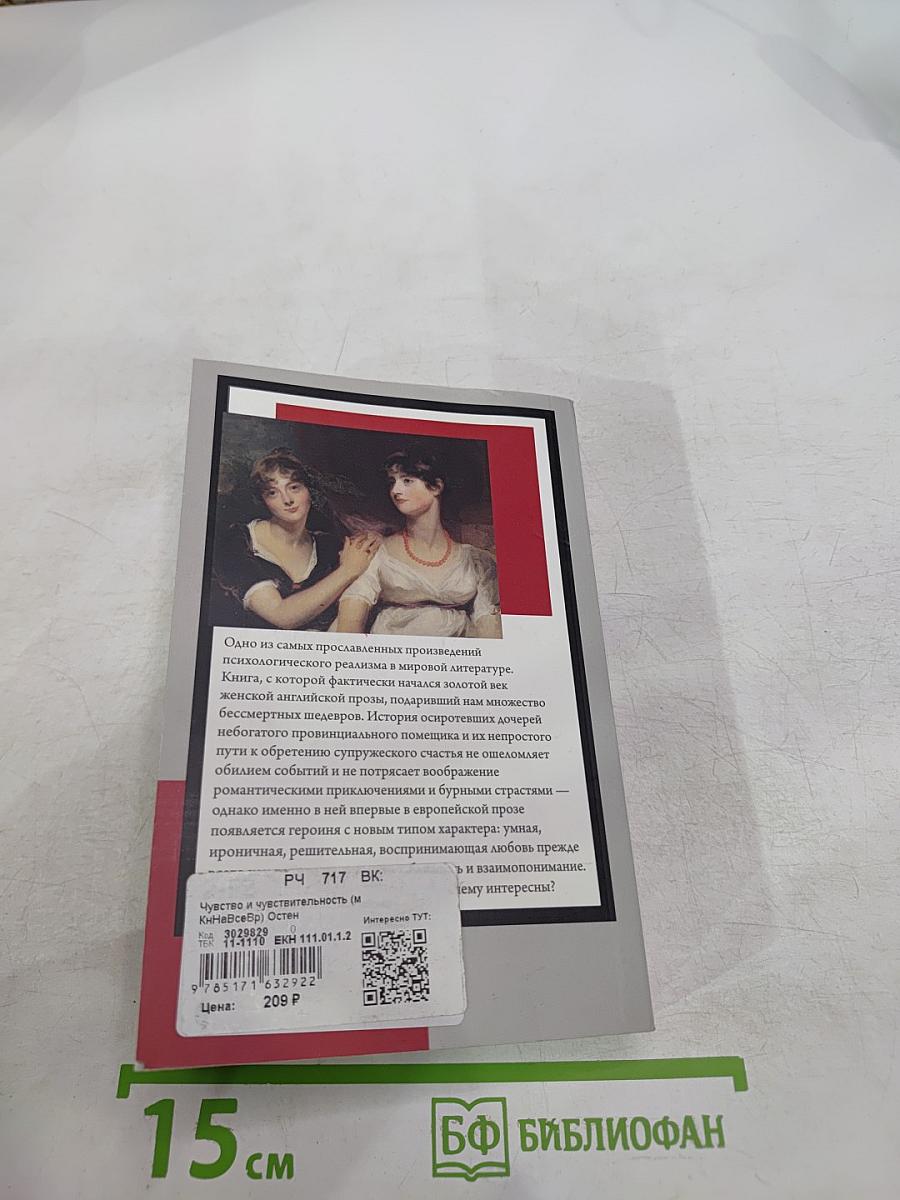 Одно из самых прославленных произведений
психологического реализма в мировой литературе.
Книга, с которой фактически начался золотой век
женской английской прозы, подаривший нам множество
бессмертных шедевров. История осиротевших дочерей
небогатого провинциального помещика и их непростого
пути к обретению супружеского счастья не ошеломляет
обилием событий и не потрясает воображение
романтическими приключениями и бурными страстями —
однако именно в ней впервые в европейской прозе
появляется героиня с новым типом характера: умная,
ироничная, решительная, воспринимающая любовь прежде
и взаимопонимание.
интересны?
РЧ 717 ВК:
Чувство и чувствительность (м
КнНаВсеВр) Остен
Код 3029829 0
ТБК 11-1110 ЕКН 111.01.1.2
Интересно ТУТ:
9 785171 632922
Цена: 209 ₽
15 см
БФ БИБЛИОФАН